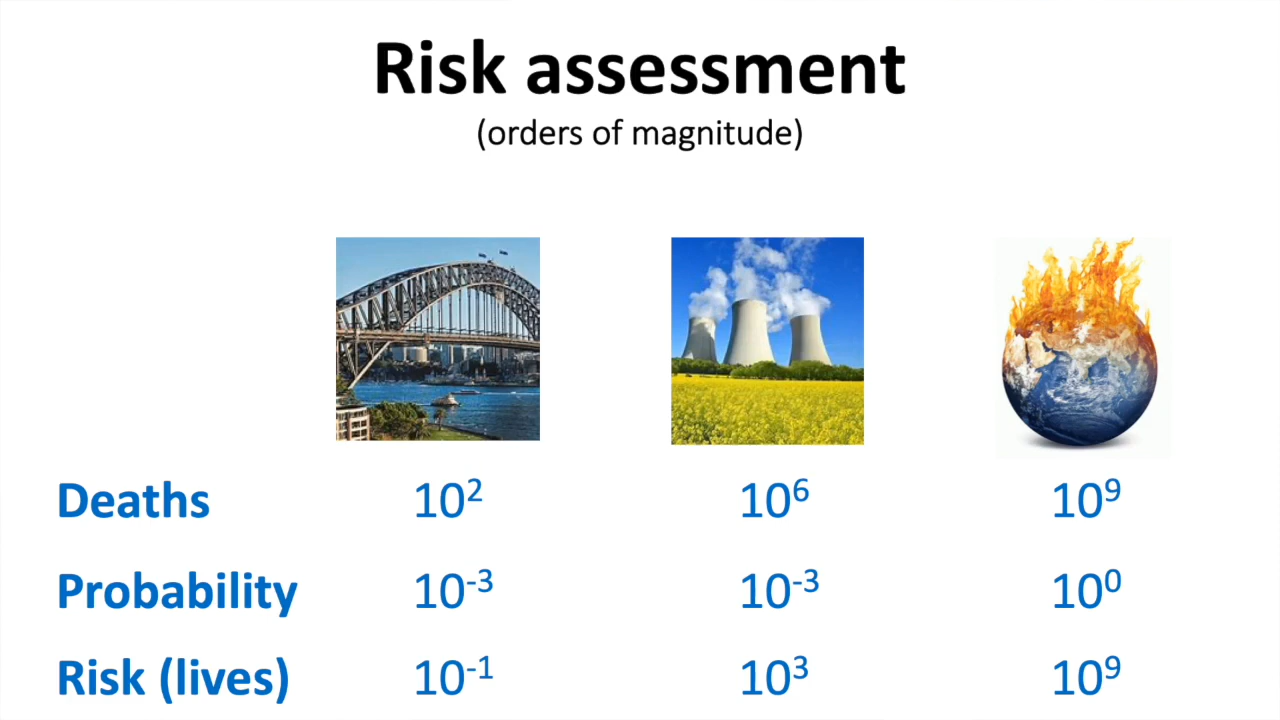 Risk assessment
(orders of magnitude)
Deaths 10² 10⁶ 10⁹
Probability 10⁻³ 10⁻³ 10⁰
Risk (lives) 10⁻¹ 10³ 10⁹